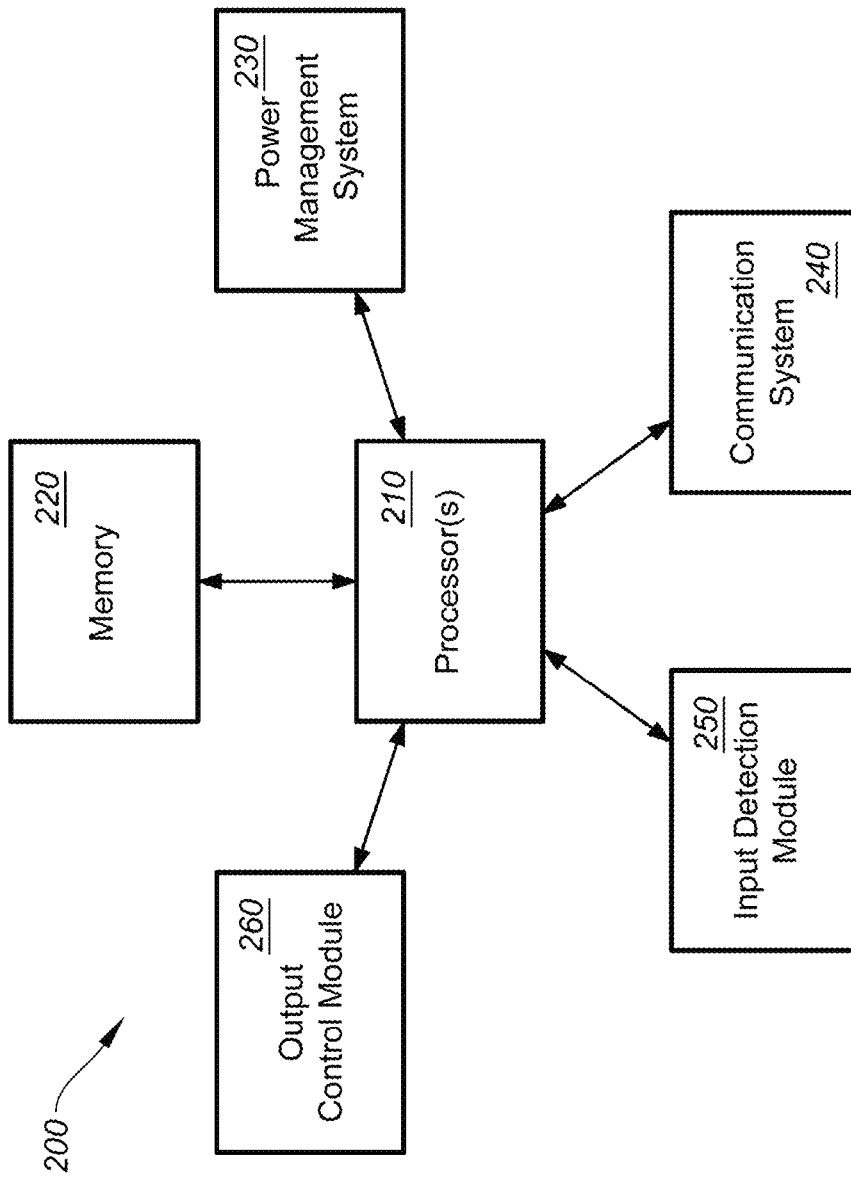 200
220
Memory
230
Power
Management
System
210
Processor(s)
260
Output
Control Module
250
Input Detection
Module
Communication
System
240